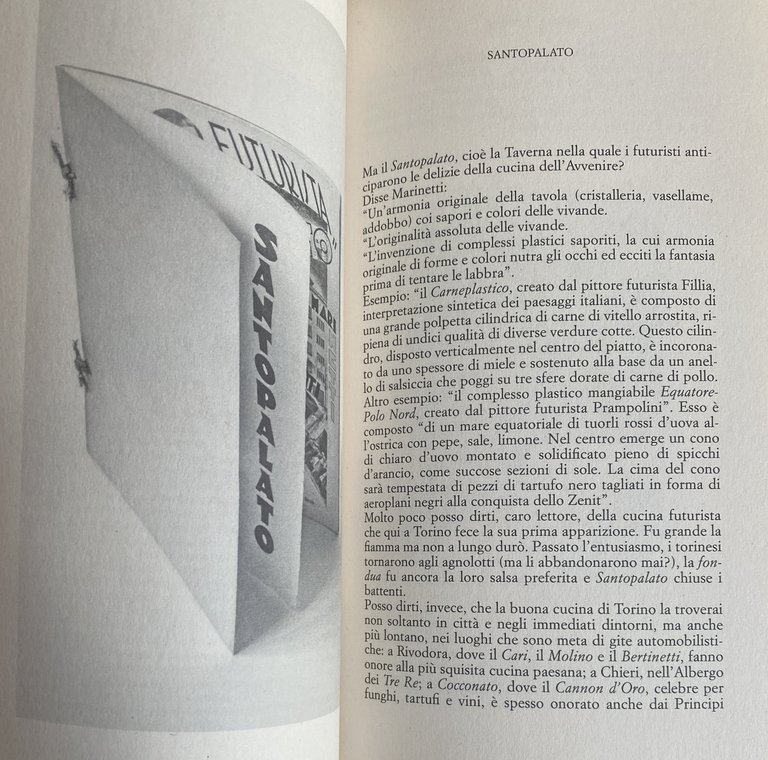 FUTURISTA
SANTOPALATO
SANTOPALATO
Ma il Santopalato, cioè la Taverna nella quale i futuristi anti-
ciparono le delizie della cucina dell'Avvenire?
Disse Marinetti:
"Un'armonia originale della tavola (cristalleria, vasellame,
addobbo) coi sapori e colori delle vivande.
"L'originalità assoluta delle vivande.
"L'invenzione di complessi plastici saporiti, la cui armonia
originale di forme e colori nutra gli occhi ed ecciti la fantasia
prima di tentare le labbra".
Esempio: "il Carneplastico, creato dal pittore futurista Fillia,
interpretazione sintetica dei paesaggi italiani, è composto di
una grande polpetta cilindrica di carne di vitello arrostita, ri-
piena di undici qualità di diverse verdure cotte. Questo cilin-
dro, disposto verticalmente nel centro del piatto, è incorona-
to da uno spessore di miele e sostenuto alla base da un anel-
lo di salsiccia che poggi su tre sfere dorate di carne di pollo.
Altro esempio: "il complesso plastico mangiabile Equatore-
Polo Nord, creato dal pittore futurista Prampolini". Esso è
composto "di un mare equatoriale di tuorli rossi d'uova al-
l'ostrica con pepe, sale, limone. Nel centro emerge un cono
di chiaro d'uovo montato e solidificato pieno di spicchi
d'arancio, come succose sezioni di sole. La cima del cono
sarà tempestata di pezzi di tartufo nero tagliati in forma di
aeroplani negri alla conquista dello Zenit".
Molto poco posso dirti, caro lettore, della cucina futurista
che qui a Torino fece la sua prima apparizione. Fu grande la
fiamma ma non a lungo durò. Passato l'entusiasmo, i torinesi
tornarono agli agnolotti (ma li abbandonarono mai?), la fon-
dua fu ancora la loro salsa preferita e Santopalato chiuse i
battenti.
Posso dirti, invece, che la buona cucina di Torino la troverai
non soltanto in città e negli immediati dintorni, ma anche
più lontano, nei luoghi che sono meta di gite automobilisti-
che: a Rivodora, dove il Cari, il Molino e il Bertinetti, fanno
onore alla più squisita cucina paesana; a Chieri, nell'Albergo
dei Tre Re; a Cocconato, dove il Cannon d'Oro, celebre per
funghi, tartufi e vini, è spesso onorato anche dai Principi